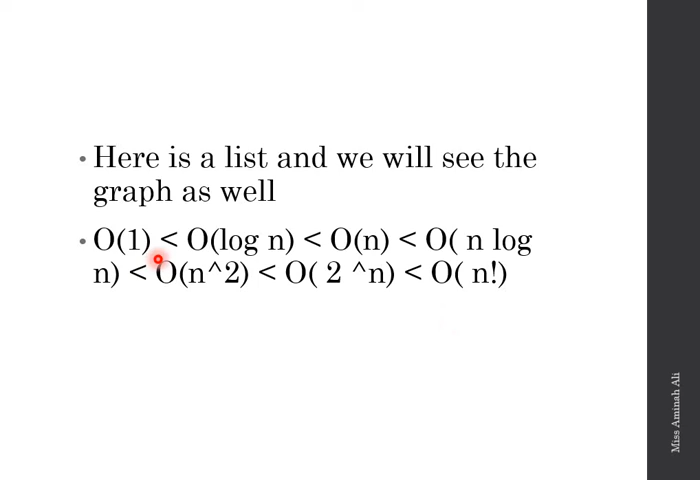 • Here is a list and we will see the
graph as well
• O(1) < O(log n) < O(n) < O( n log
n) < O(n^2) < O( 2 ^n) < O( n!)
Miss Aminah Ali